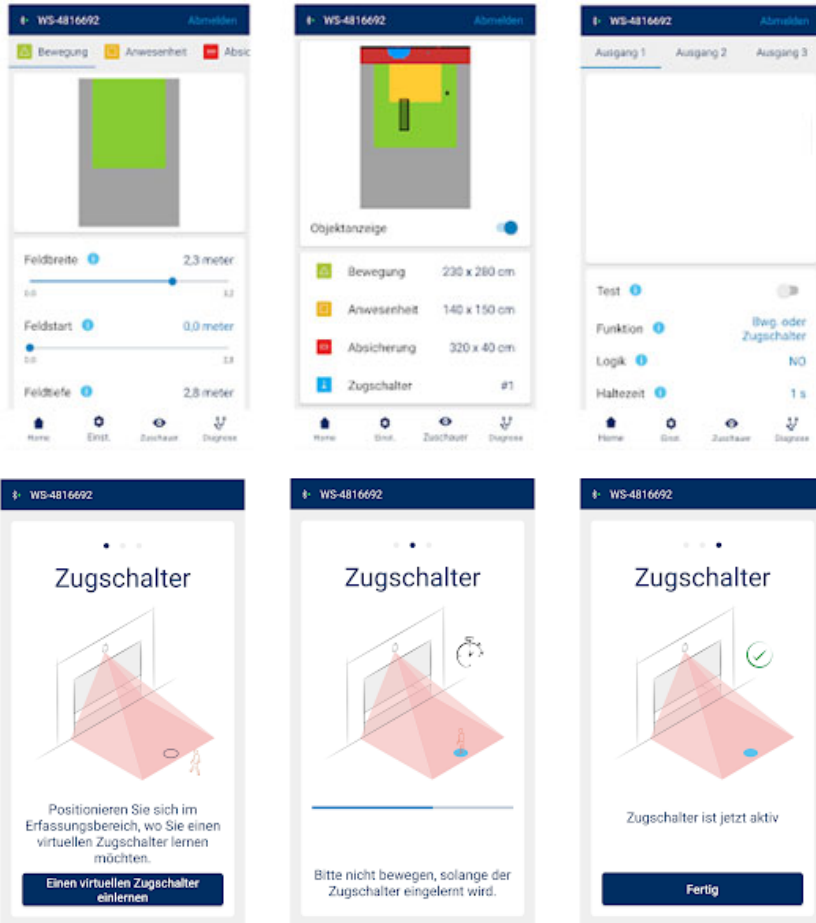 WS-4816692 Abmelden
Bewegung Anwesenheit Absic
Feldbreite 2,3 meter
0,0 3,2
Feldstart 0,0 meter
0,0 2,8
Feldtiefe 2,8 meter
Home Einst. Zuschauer Diagnose
WS-4816692 Abmelden
Objektanzeige
Bewegung 230 x 280 cm
Anwesenheit 140 x 150 cm
Absicherung 320 x 40 cm
Zugschalter #1
Home Einst. Zuschauer Diagnose
WS-4816692 Abmelden
Ausgang 1 Ausgang 2 Ausgang 3
Test
Funktion Bwg. oder
Zugschalter
Logik NO
Haltezeit 1 s
Home Einst. Zuschauer Diagnose
WS-4816692
Zugschalter
Positionieren Sie sich im
Erfassungsbereich, wo Sie einen
virtuellen Zugschalter lernen
möchten.
Einen virtuellen Zugschalter
einlernen
WS-4816692
Zugschalter
Bitte nicht bewegen, solange der
Zugschalter eingelernt wird.
WS-4816692
Zugschalter
Zugschalter ist jetzt aktiv
Fertig